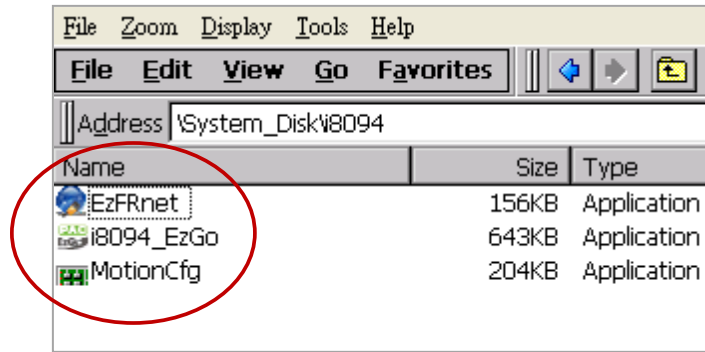 File Zoom Display Tools Help
File Edit View Go Favorites
Address \System_Disk\i8094
Name Size Type
EzFRnet 156KB Application
i8094_EzGo 643KB Application
MotionCfg 204KB Application